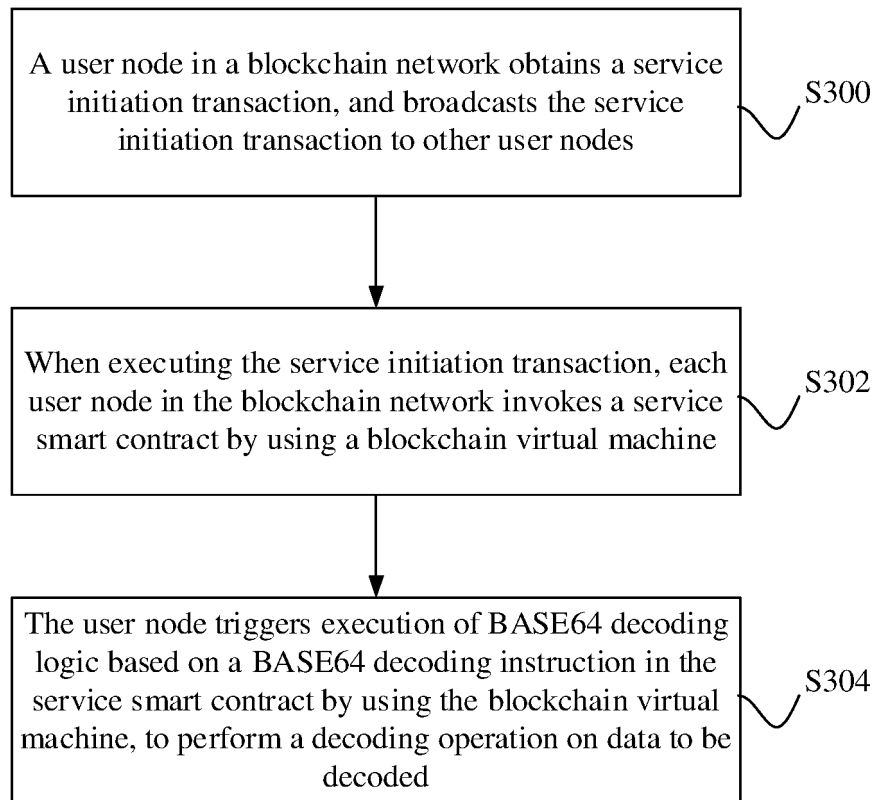 A user node in a blockchain network obtains a service
initiation transaction, and broadcasts the service
initiation transaction to other user nodes
S300
When executing the service initiation transaction, each
user node in the blockchain network invokes a service
smart contract by using a blockchain virtual machine
S302
The user node triggers execution of BASE64 decoding
logic based on a BASE64 decoding instruction in the
service smart contract by using the blockchain virtual
machine, to perform a decoding operation on data to be
decoded
S304